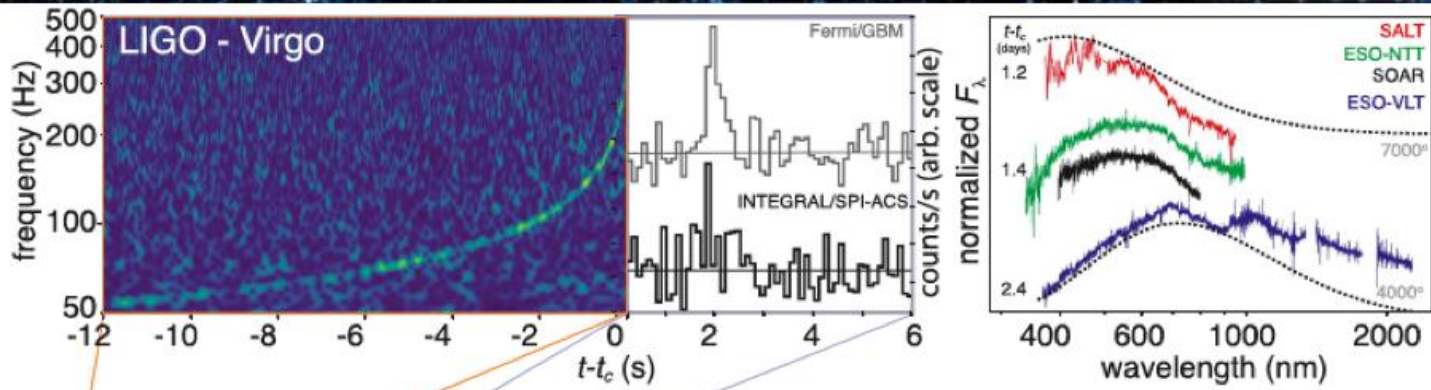 LIGO - Virgo
frequency (Hz)
500
400
300
200
100
50
-12
-10
-8
-6
-4
-2
0
2
4
6
t-tc (s)
Fermi/GBM
INTEGRAL/SPI-ACS
counts/s (arb. scale)
normalized Fλ
t-tc
(days)
1.2
1.4
2.4
SALT
ESO-NTT
SOAR
ESO-VLT
7000°
4000°
400
600
1000
2000
wavelength (nm)